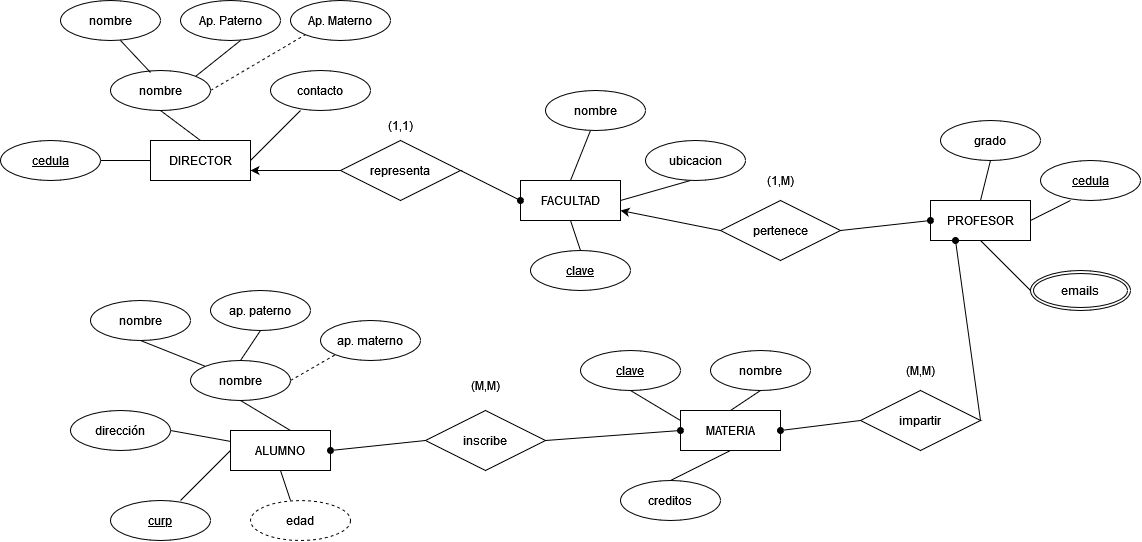 nombre
Ap. Paterno
Ap. Materno
nombre
contacto
cedula
DIRECTOR
(1,1)
representa
nombre
ubicacion
FACULTAD
clave
(1,M)
pertenece
grado
cedula
PROFESOR
emails
nombre
ap. paterno
ap. materno
nombre
dirección
ALUMNO
curp
edad
(M,M)
inscribe
clave
nombre
MATERIA
creditos
(M,M)
impartir